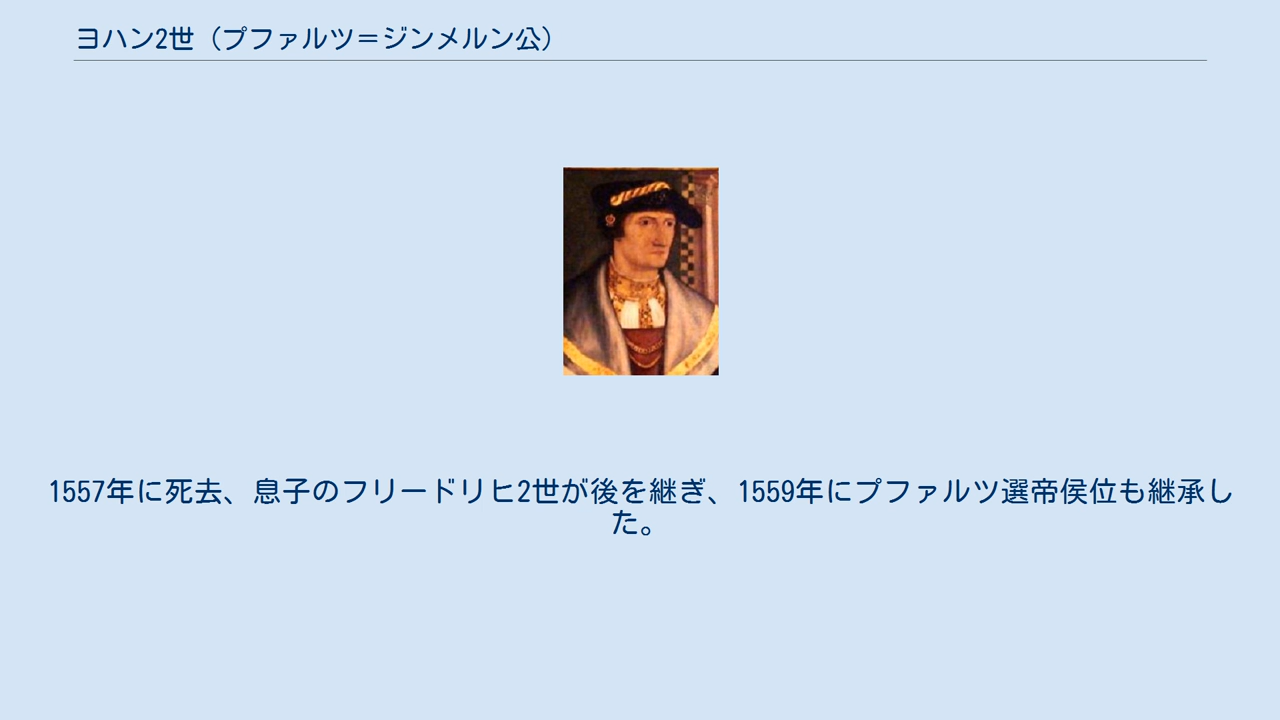 ヨハン2世（プファルツ＝ジンメルン公）
1557年に死去、息子のフリードリヒ2世が後を継ぎ、1559年にプファルツ選帝侯位も継承し
た。